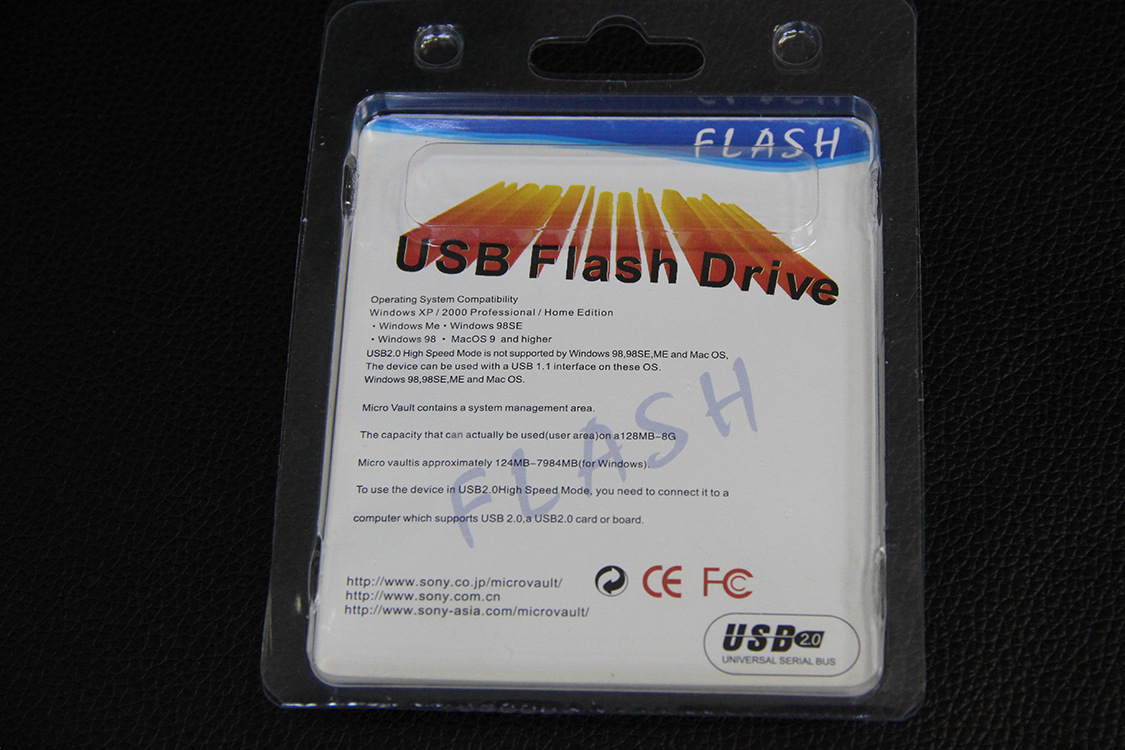 FLASH
USB Flash Drive
Operating System Compatibility
Windows XP / 2000 Professional / Home Edition
· Windows Me · Windows 98SE
· Windows 98 · MacOS 9 and higher
USB2.0 High Speed Mode is not supported by Windows 98,98SE,ME and Mac OS,
The device can be used with a USB 1.1 interface on these OS.
Windows 98,98SE,ME and Mac OS.
Micro Vault contains a system management area.
The capacity that can actually be used(user area)on a128MB-8G
Micro vaultis approximately 124MB-7984MB(for Windows).
To use the device in USB2.0High Speed Mode, you need to connect it to a
computer which supports USB 2.0,a USB2.0 card or board.
FLASH
http://www.sony.co.jp/microvault/
http://www.sony.com.cn
http://www.sony-asia.com/microvault/
CE FC
USB 2.0
UNIVERSAL SERIAL BUS